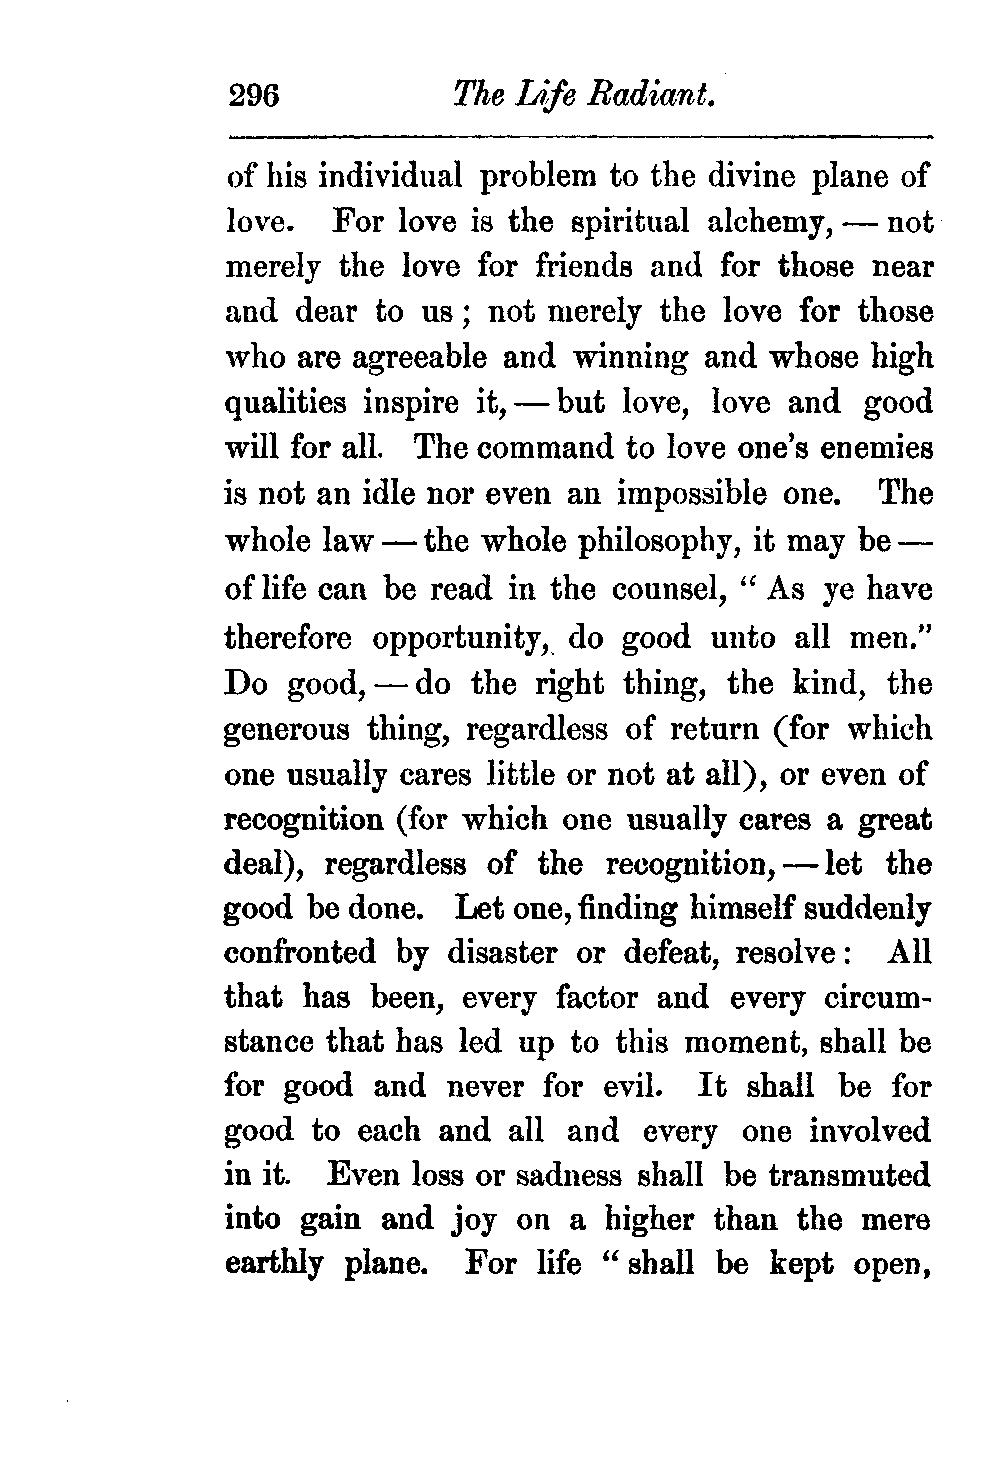 296 The Life Radiant.
of his individual problem to the divine plane of
love. For love is the spiritual alchemy, — not
merely the love for friends and for those near
and dear to us; not merely the love for those
who are agreeable and winning and whose high
qualities inspire it, — but love, love and good
will for all. The command to love one's enemies
is not an idle nor even an impossible one. The
whole law — the whole philosophy, it may be —
of life can be read in the counsel, "As ye have
therefore opportunity, do good unto all men."
Do good, — do the right thing, the kind, the
generous thing, regardless of return (for which
one usually cares little or not at all), or even of
recognition (for which one usually cares a great
deal), regardless of the recognition, — let the
good be done. Let one, finding himself suddenly
confronted by disaster or defeat, resolve: All
that has been, every factor and every circum-
stance that has led up to this moment, shall be
for good and never for evil. It shall be for
good to each and all and every one involved
in it. Even loss or sadness shall be transmuted
into gain and joy on a higher than the mere
earthly plane. For life "shall be kept open,